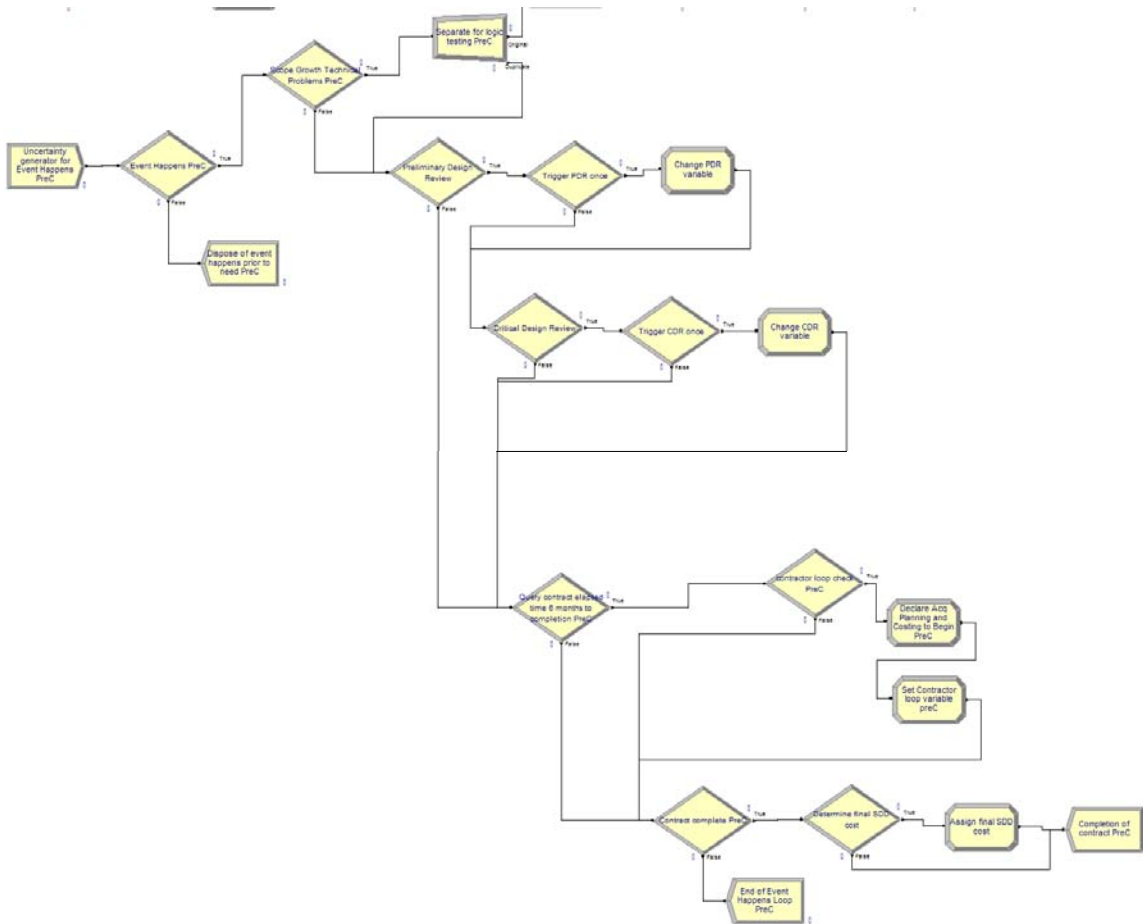 Separate for logic
testing PreC
Original
Duplicate
Scope Growth Technical
Problems PreC
True
False
Uncertainty
generator for
Event Happens
PreC
Event Happens PreC
True
False
Dispose of event
happens prior to
need PreC
Preliminary Design
Review
True
False
Trigger PDR once
True
False
Change PDR
variable
Critical Design Review
True
False
Trigger CDR once
True
False
Change CDR
variable
Query contract elapsed
time 6 months to
completion PreC
True
False
contractor loop check
PreC
True
False
Declare Acq
Planning and
Costing to Begin
PreC
Set Contractor
loop variable
preC
Contract complete PreC
True
False
Determine final SDD
cost
True
False
Assign final SDD
cost
Completion of
contract PreC
End of Event
Happens Loop
PreC